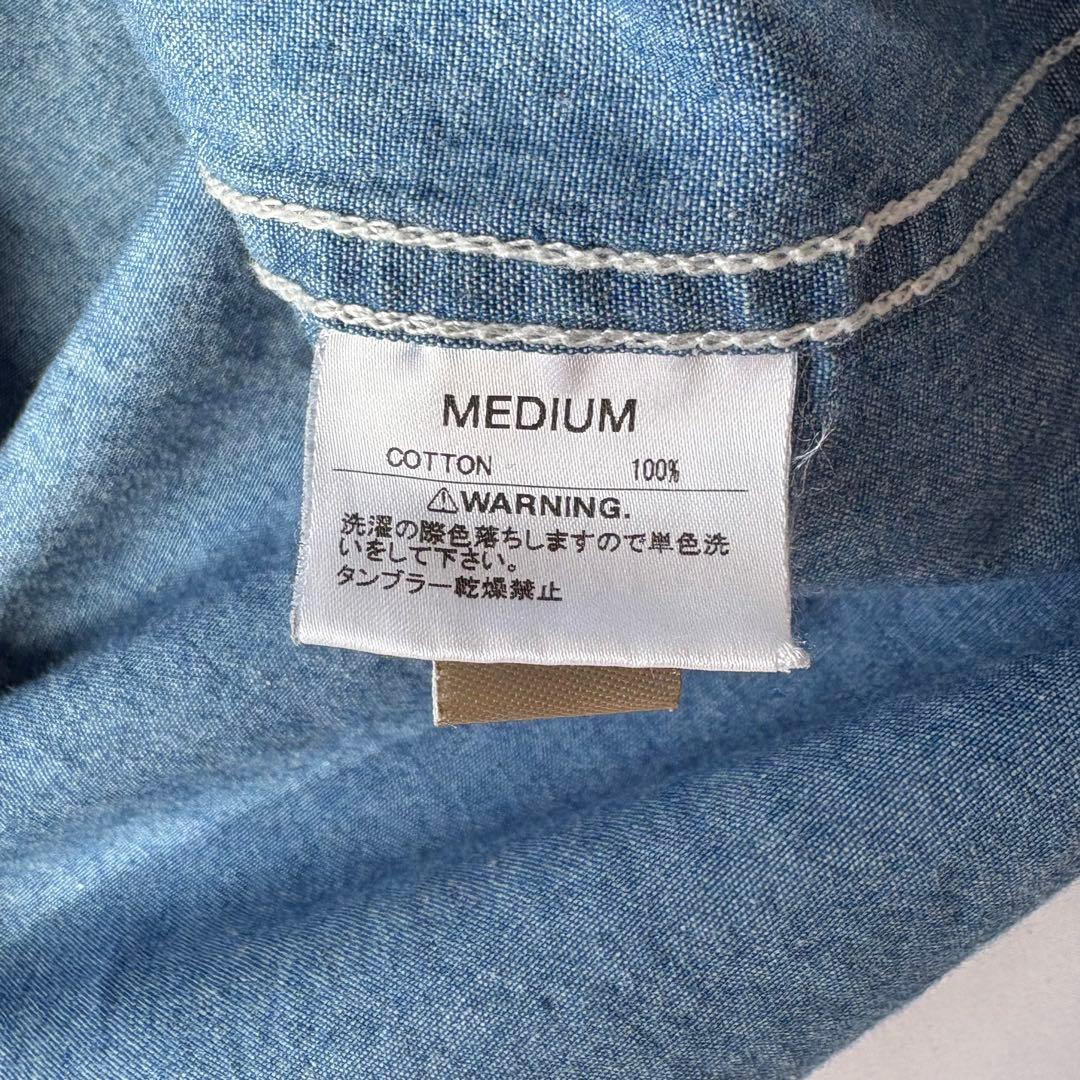 MEDIUM
COTTON 100%
⚠WARNING.
洗濯の際色落ちしますので単色洗
いをして下さい。
タンブラー乾燥禁止